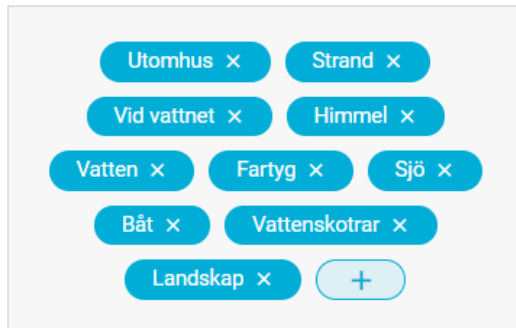 Utomhus × Strand ×
Vid vattnet × Himmel ×
Vatten × Fartyg × Sjö ×
Båt × Vattenskotrar ×
Landskap × +